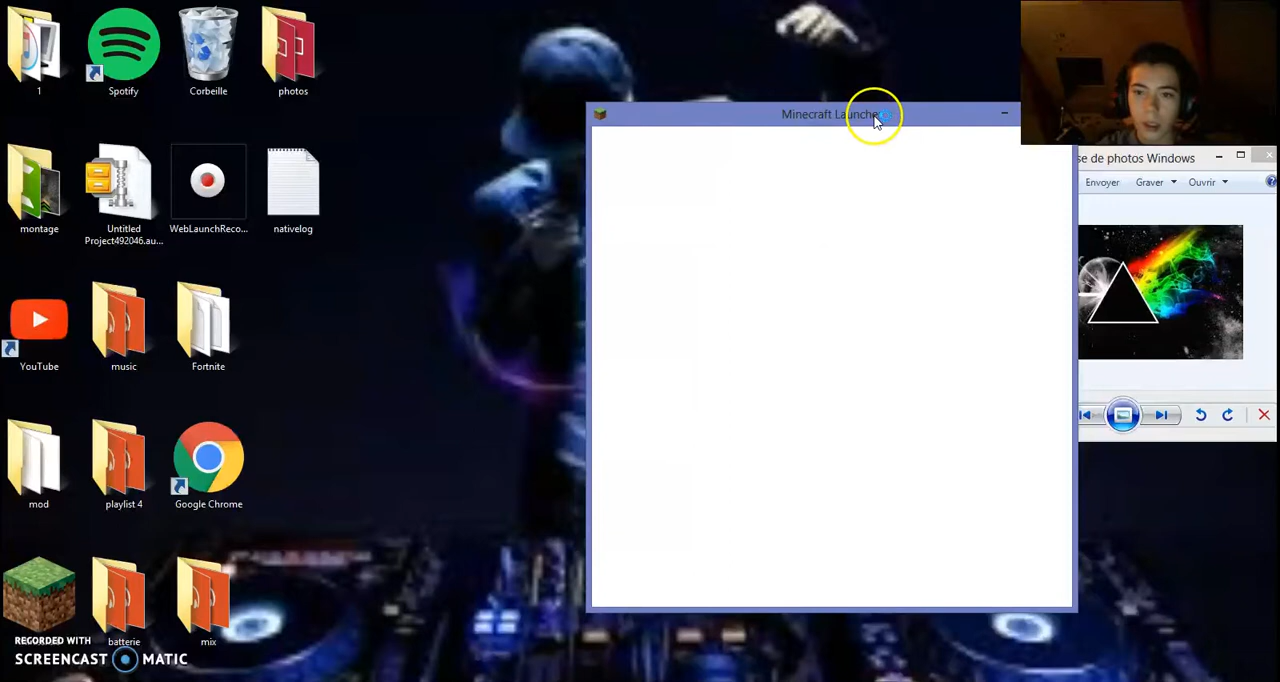 1
Spotify
Corbeille
photos
Minecraft Launche
se de photos Windows
Envoyer
Graver
Ouvrir
montage
Untitled
Project492046.au...
WebLaunchReco...
nativelog
YouTube
music
Fortnite
mod
playlist 4
Google Chrome
batterie
mix
RECORDED WITH
SCREENCAST MATIC